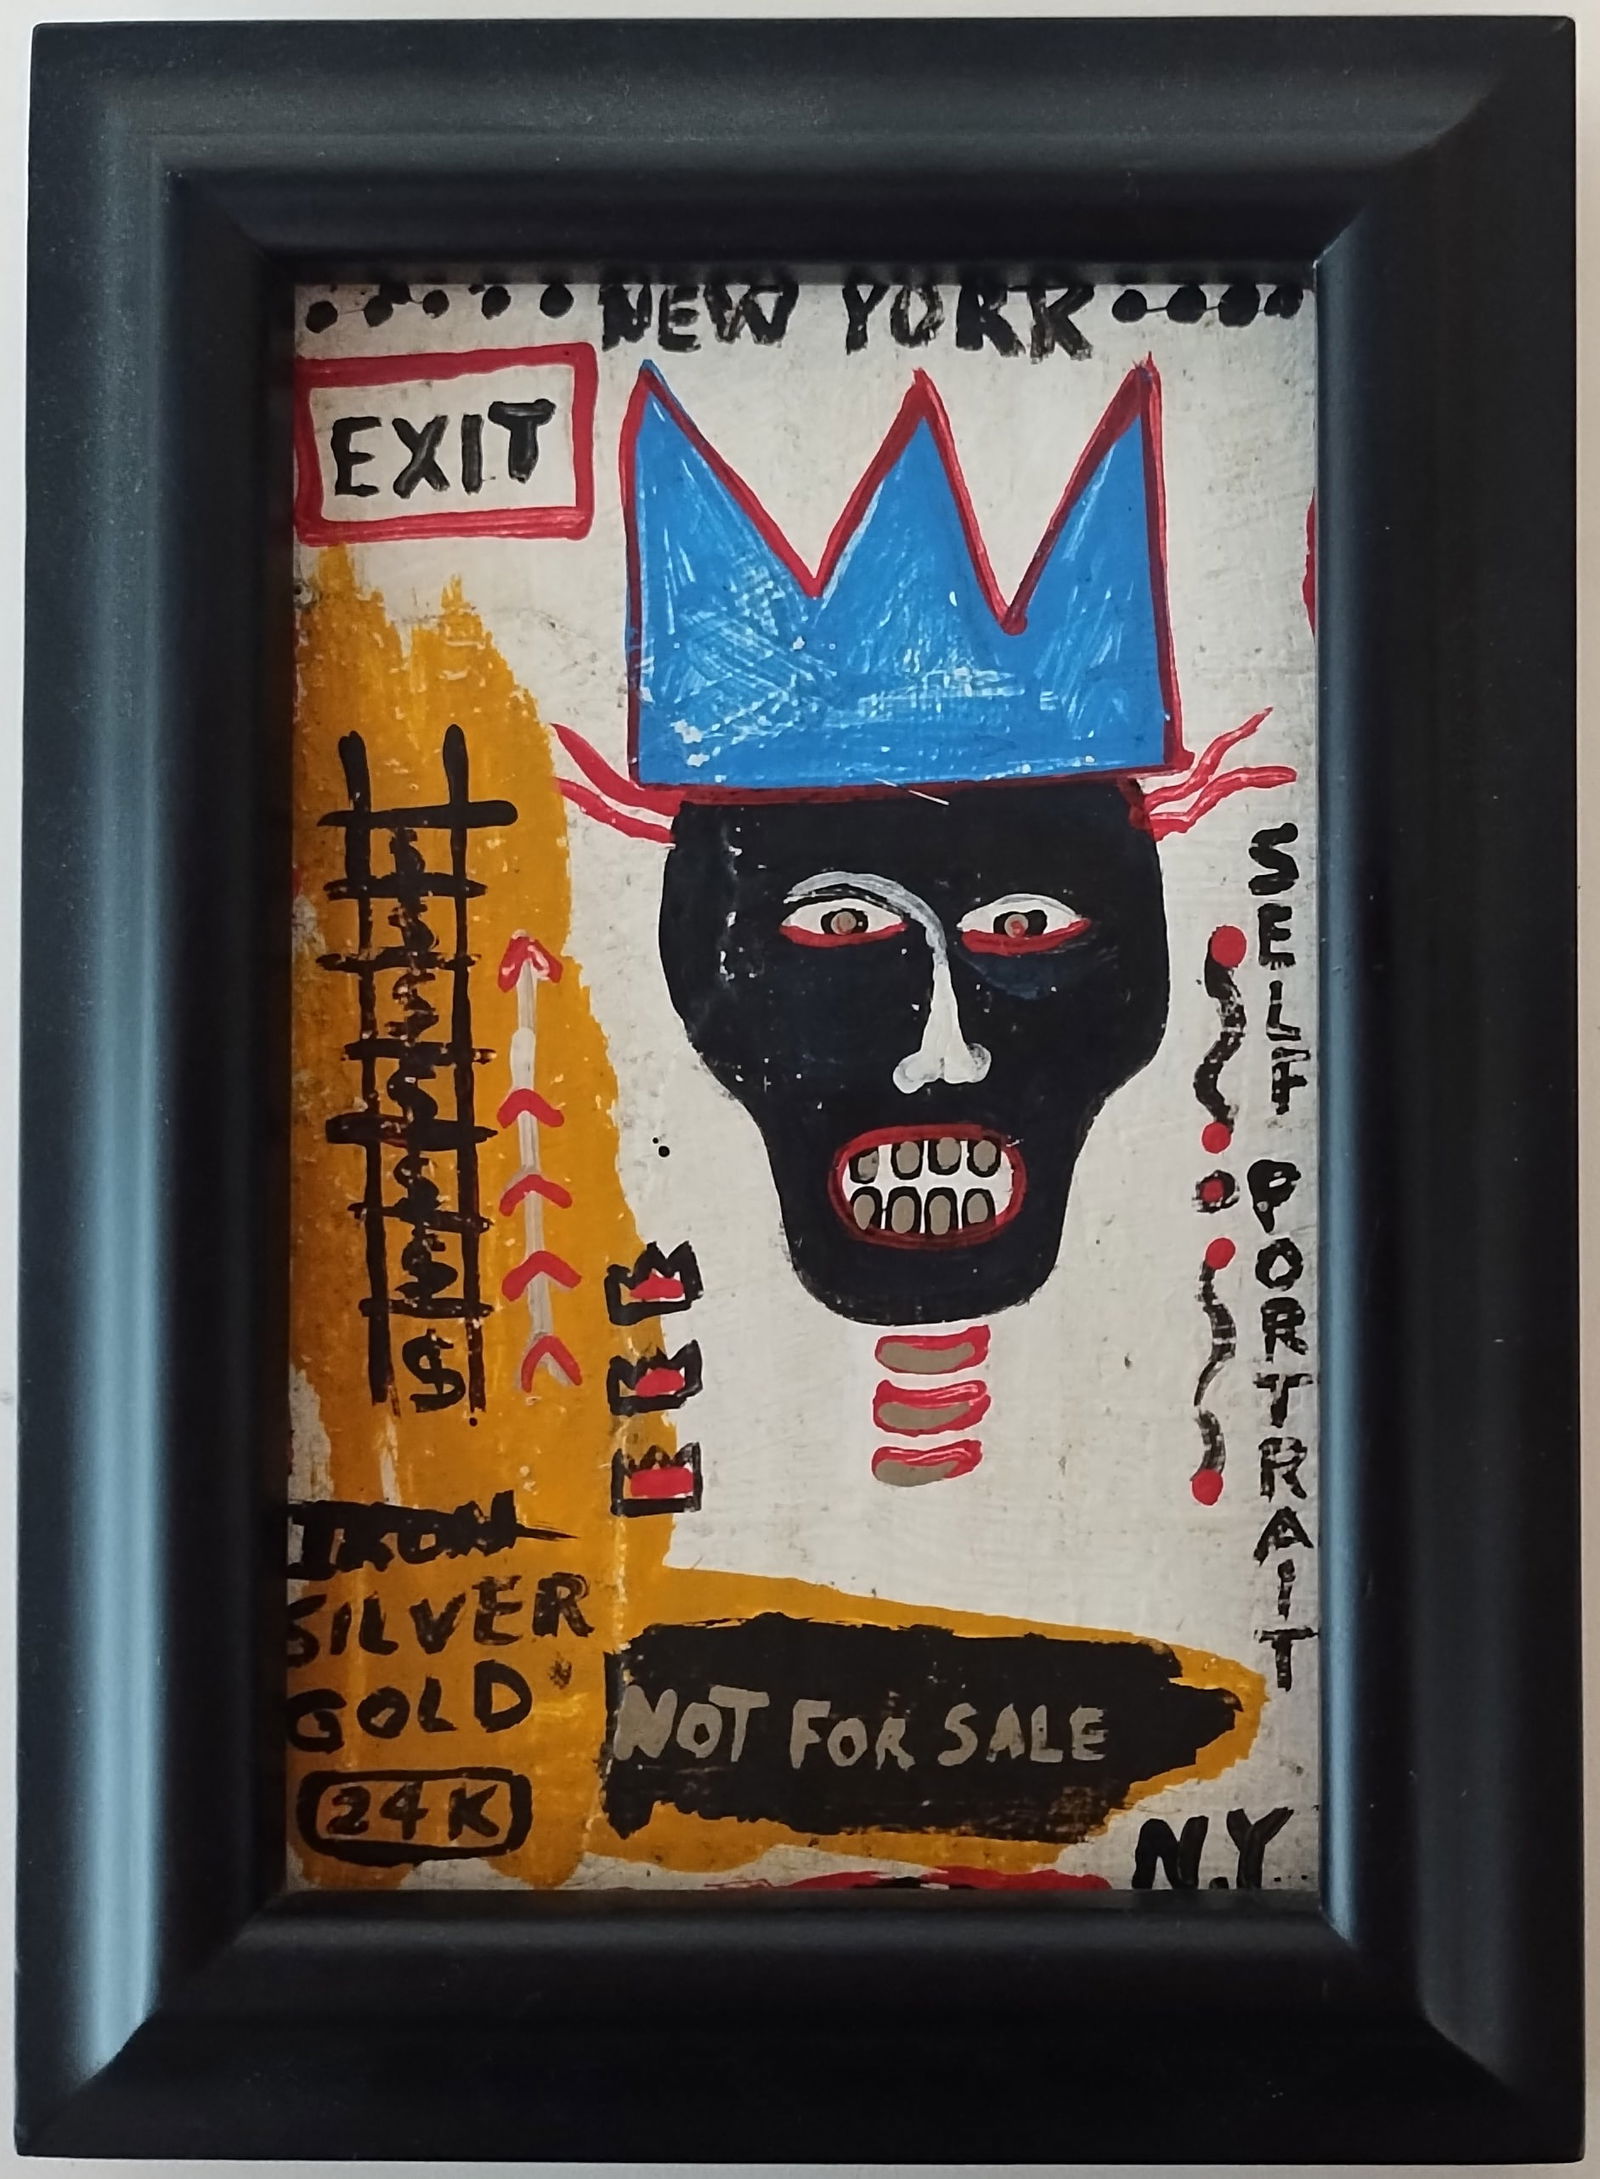 NEW YORK
EXIT
$
$
$
$
$
$
$
SELF PORTRAIT
IRON
SILVER
GOLD
24K
NOT FOR SALE
N.Y